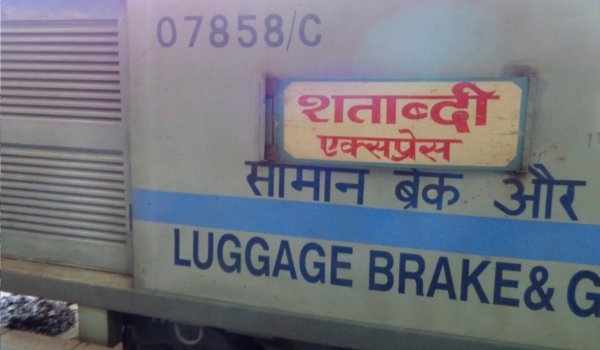 07858/C
शताब्दी
एक्सप्रेस
सामान ब्रेक और
LUGGAGE BRAKE & G